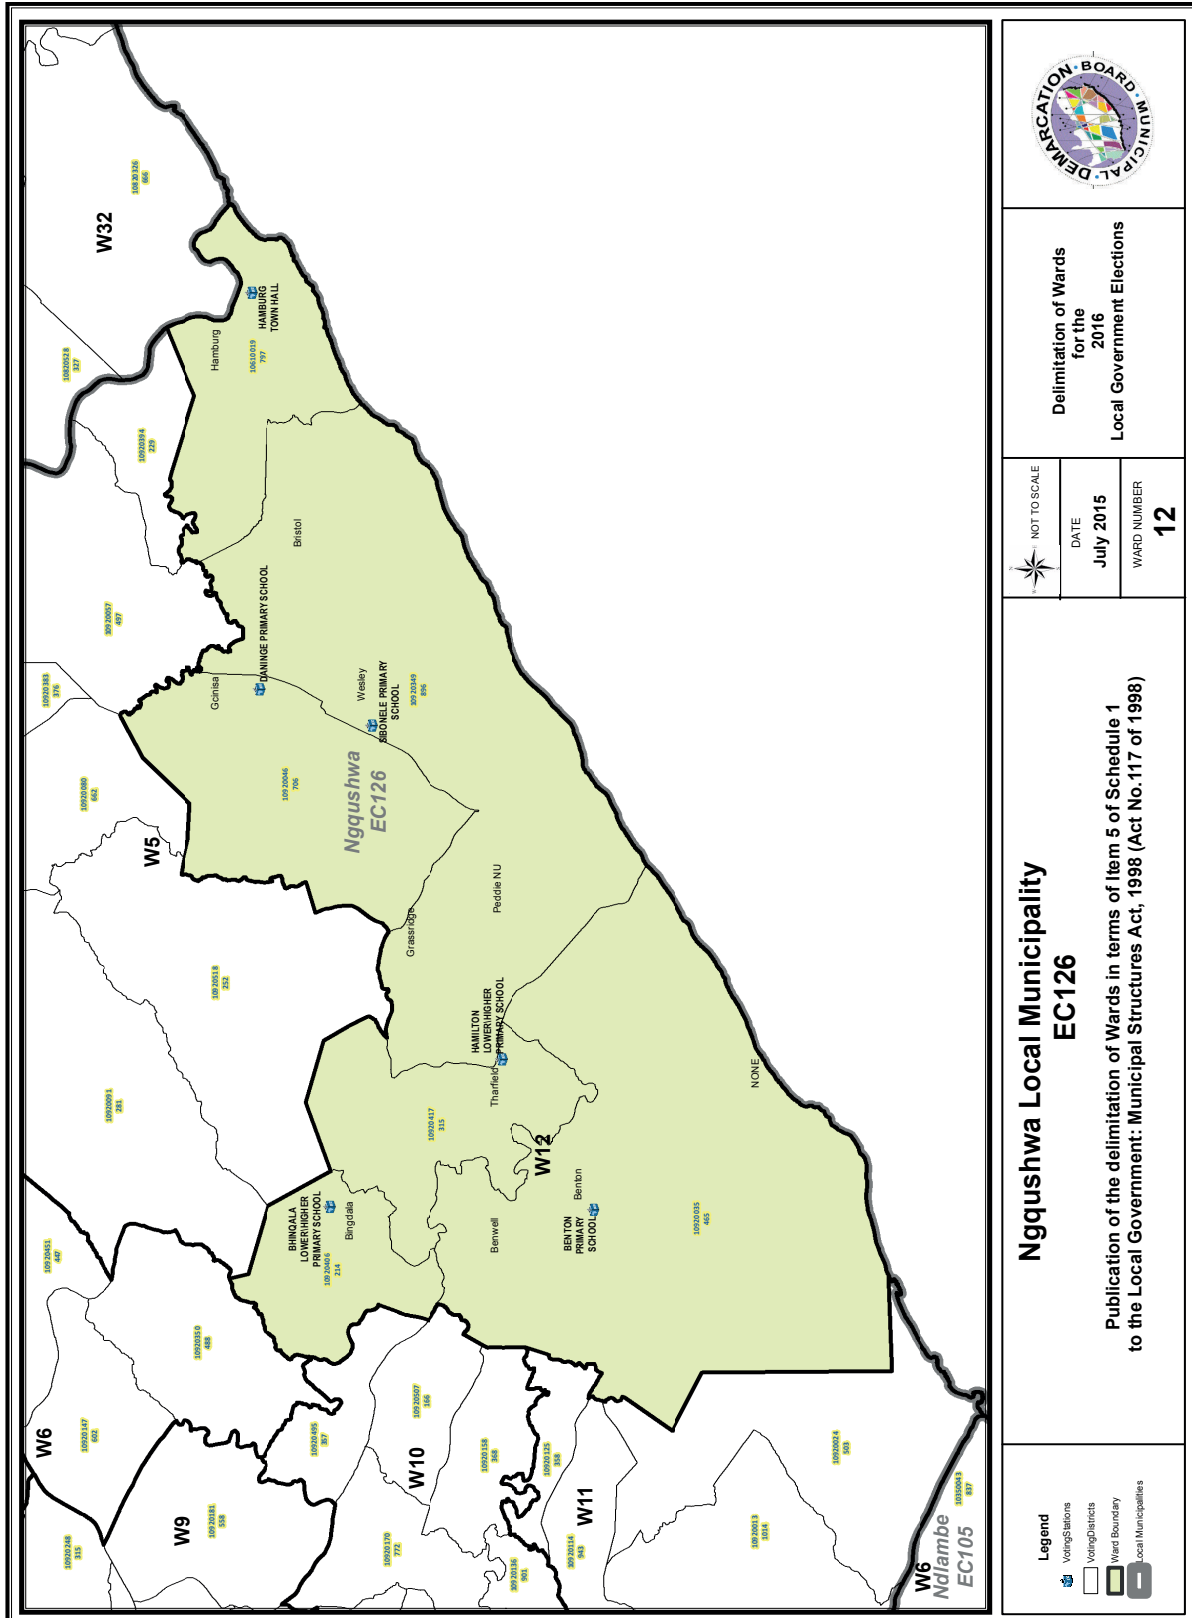 W32
10820326
666
10820528
327
10920394
229
Hamburg
HAMBURG
TOWN HALL
10610019
797
10920057
497
10920383
376
Bristol
DANINGE PRIMARY SCHOOL
Gcinisa
Wesley
SIBONELE PRIMARY
SCHOOL
10920349
896
10920080
662
W5
10920046
706
Ngqushwa
EC126
10920518
252
Grassridge
Peddie NU
10920091
281
HAMILTON
LOWER\HIGHER
PRIMARY SCHOOL
Tharfield
NONE
10920417
315
W12
BHINQALA
LOWER\HIGHER
PRIMARY SCHOOL
Bingdala
10920406
214
Benwell
Benton
BENTON
PRIMARY
SCHOOL
10920035
465
10920451
447
10920350
488
W6
10920147
602
10920495
357
10920507
166
W10
10920158
368
10920125
358
W11
10920248
315
W9
10920181
558
10920170
772
10920136
901
10920114
943
10920013
1014
10920024
503
W6
Ndlambe
EC105
10350043
837
Legend
VotingStations
VotingDistricts
Ward Boundary
Local Municipalities
Ngqushwa Local Municipality
EC126
Publication of the delimitation of Wards in terms of Item 5 of Schedule 1
to the Local Government: Municipal Structures Act, 1998 (Act No.117 of 1998)
NOT TO SCALE
DATE
July 2015
WARD NUMBER
12
Delimitation of Wards
for the
2016
Local Government Elections
MUNICIPAL • DEMARCATION • BOARD •